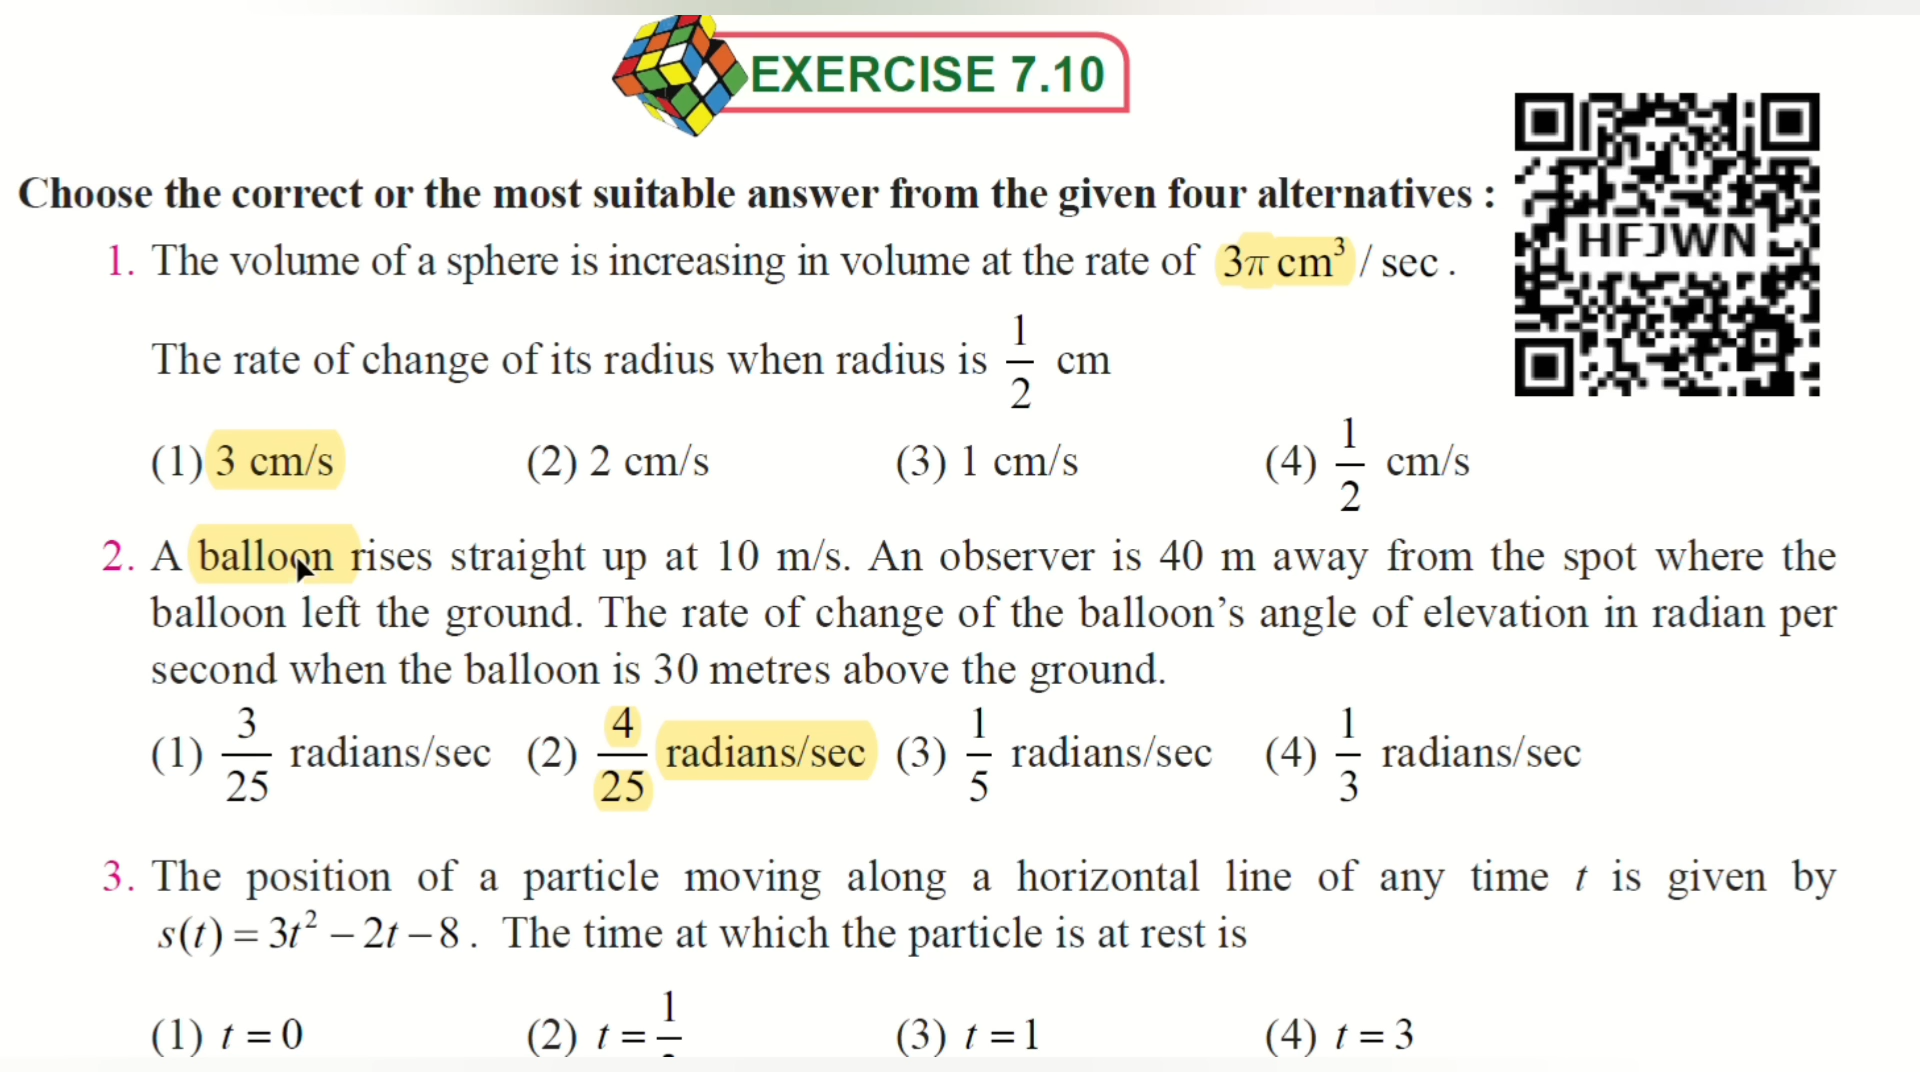 EXERCISE 7.10
HFJWN
Choose the correct or the most suitable answer from the given four alternatives :
1. The volume of a sphere is increasing in volume at the rate of 3π cm³ / sec .
The rate of change of its radius when radius is 1/2 cm
(1) 3 cm/s (2) 2 cm/s (3) 1 cm/s (4) 1/2 cm/s
2. A balloon rises straight up at 10 m/s. An observer is 40 m away from the spot where the
balloon left the ground. The rate of change of the balloon’s angle of elevation in radian per
second when the balloon is 30 metres above the ground.
(1) 3/25 radians/sec (2) 4/25 radians/sec (3) 1/5 radians/sec (4) 1/3 radians/sec
3. The position of a particle moving along a horizontal line of any time t is given by
s(t) = 3t² – 2t – 8 . The time at which the particle is at rest is
(1) t = 0 (2) t = 1 (3) t = 1 (4) t = 3